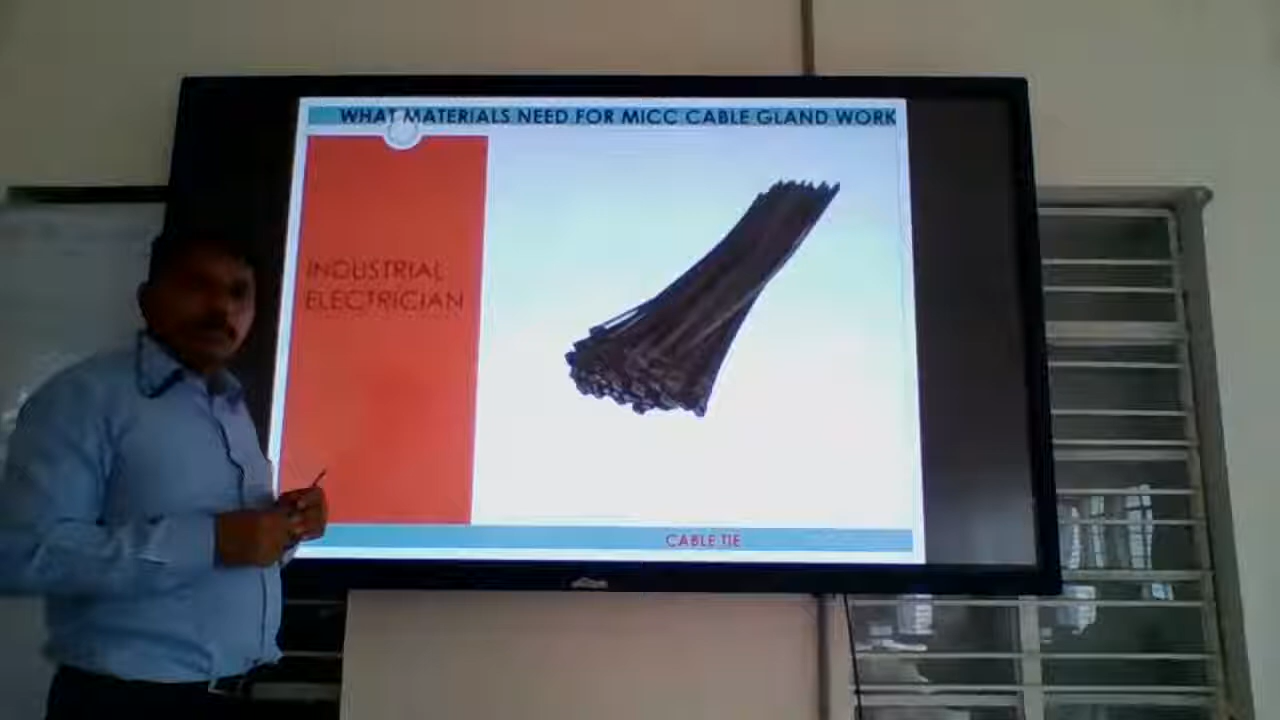 WHAT MATERIALS NEED FOR MICC CABLE GLAND WORK
INDUSTRIAL
ELECTRICIAN
CABLE TIE